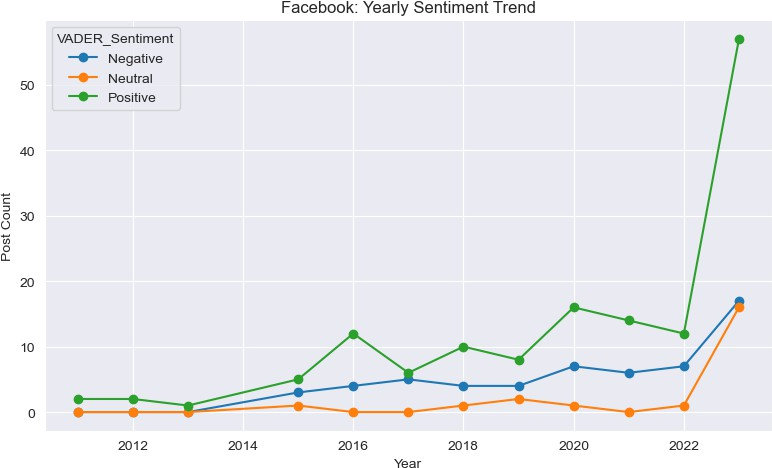 Facebook: Yearly Sentiment Trend
VADER_Sentiment
Negative
Neutral
Positive
Post Count
50
40
30
20
10
0
2012 2014 2016 2018 2020 2022
Year